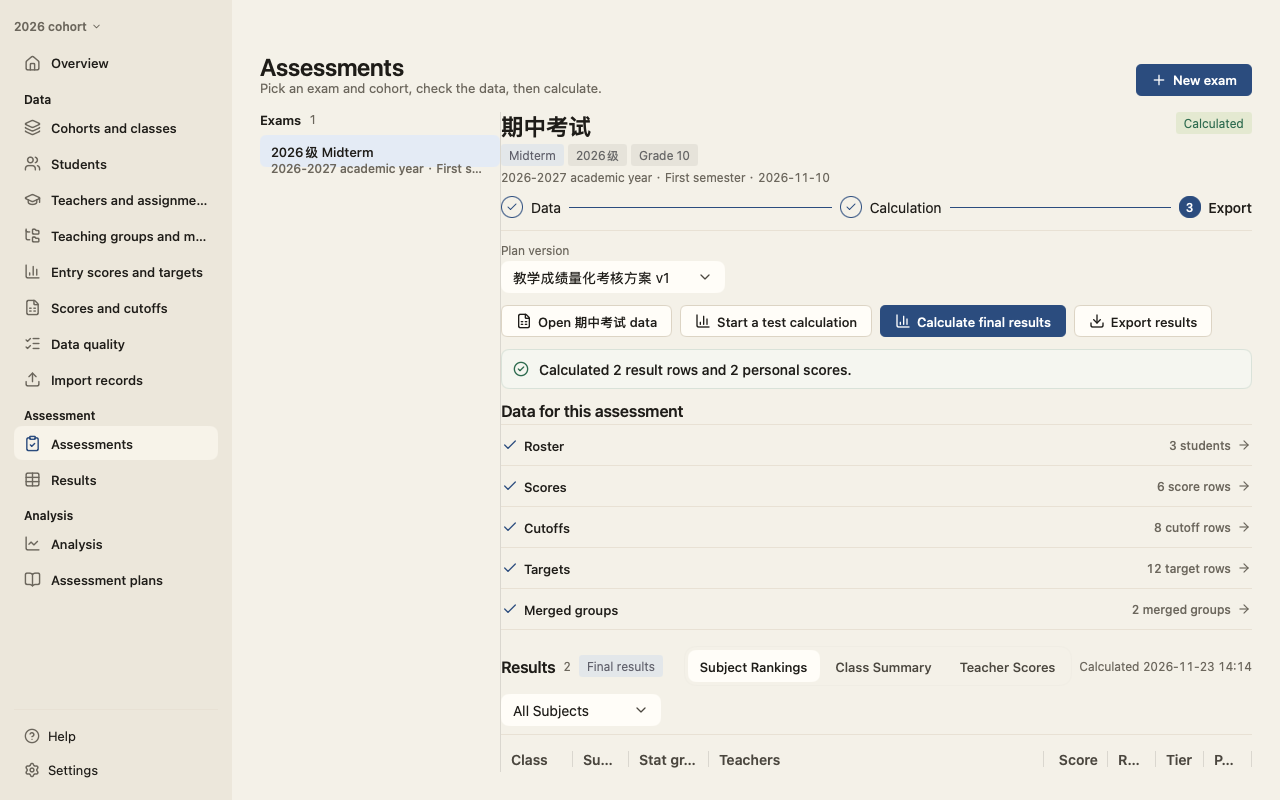 2026 cohort
Overview
Data
Cohorts and classes
Students
Teachers and assignme...
Teaching groups and m...
Entry scores and targets
Scores and cutoffs
Data quality
Import records
Assessment
Assessments
Results
Analysis
Analysis
Assessment plans
Help
Settings
Assessments
Pick an exam and cohort, check the data, then calculate.
New exam
Exams 1
2026级 Midterm
2026-2027 academic year · First s...
期中考试
Calculated
Midterm 2026级 Grade 10
2026-2027 academic year · First semester · 2026-11-10
Data Calculation 3 Export
Plan version
教学成绩量化考核方案 v1
Open 期中考试 data Start a test calculation Calculate final results Export results
Calculated 2 result rows and 2 personal scores.
Data for this assessment
Roster 3 students
Scores 6 score rows
Cutoffs 8 cutoff rows
Targets 12 target rows
Merged groups 2 merged groups
Results 2 Final results Subject Rankings Class Summary Teacher Scores Calculated 2026-11-23 14:14
All Subjects
Class Su... Stat gr... Teachers Score R... Tier P...